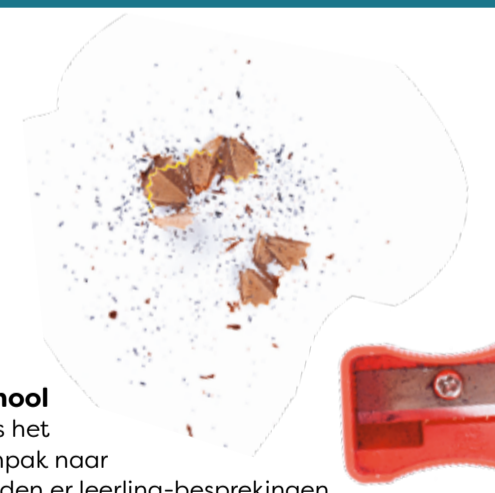 hool
s het
npak naar
den er leerling-besprekingen